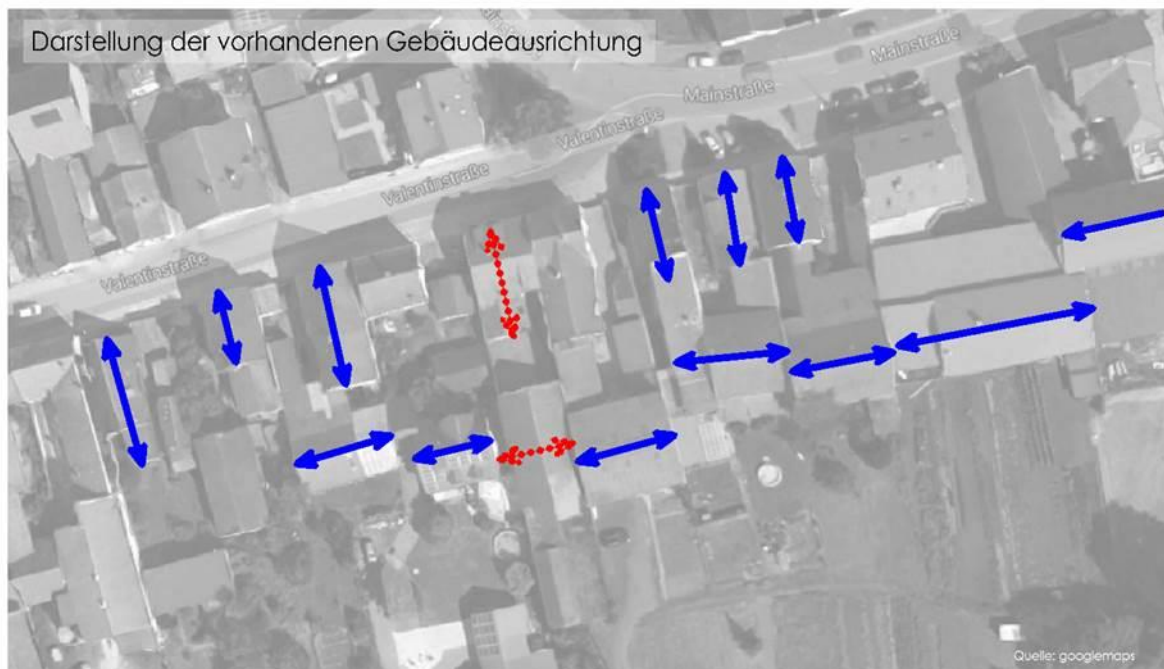 Darstellung der vorhandenen Gebäudeausrichtung
Mainstraße
Mainstraße
Valentinstraße
Valentinstraße
Valentinstraße
Quelle: googlemaps